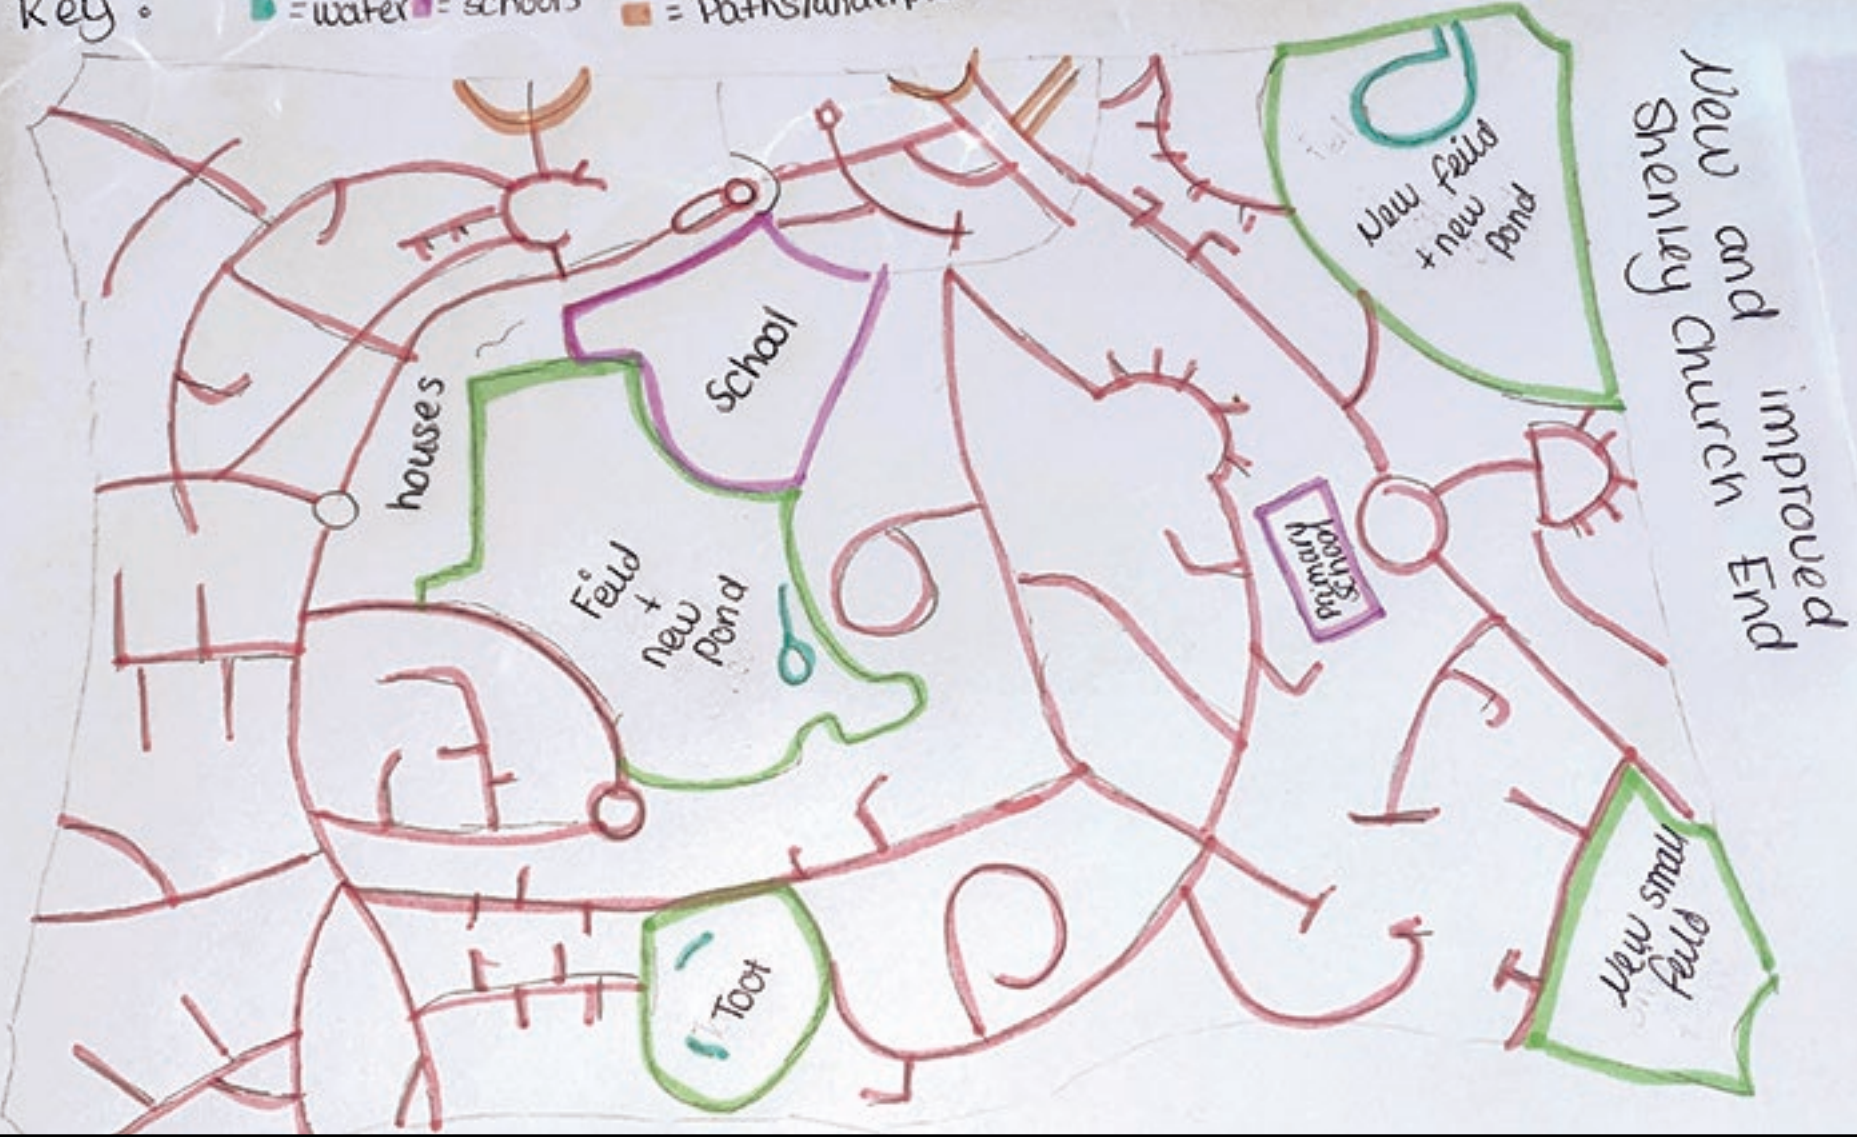 Key :
= water
= schools
= Paths/
New and improved
Shenley Church End
New feild
+ new
pond
School
houses
Primary
School
Feild
+
new
pond
New small
feild
Toot